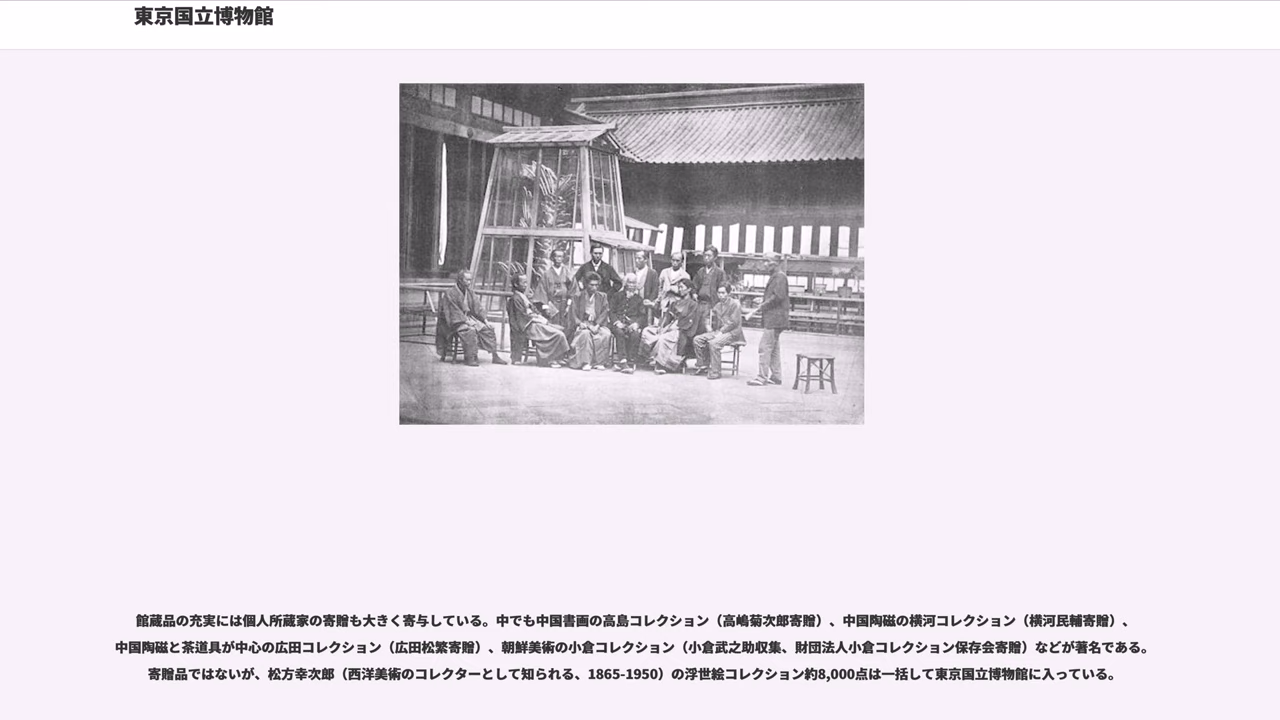 東京国立博物館
館蔵品の充実には個人所蔵家の寄贈も大きく寄与している。中でも中国書画の高島コレクション（高嶋菊次郎寄贈）、中国陶磁の横河コレクション（横河民輔寄贈）、
中国陶磁と茶道具が中心の広田コレクション（広田松繁寄贈）、朝鮮美術の小倉コレクション（小倉武之助収集、財団法人小倉コレクション保存会寄贈）などが著名である。
寄贈品ではないが、松方幸次郎（西洋美術のコレクターとして知られる、1865-1950）の浮世絵コレクション約8,000点は一括して東京国立博物館に入っている。